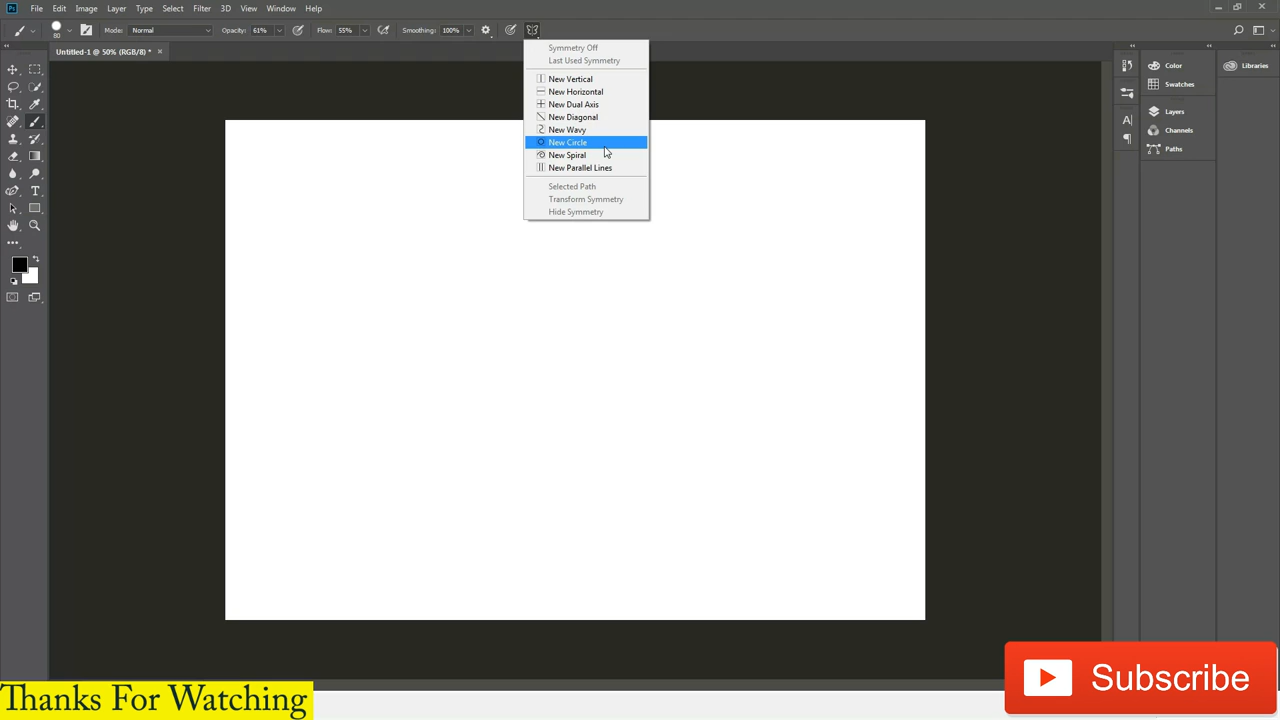 Ps File Edit Image Layer Type Select Filter 3D View Window Help
80 Mode: Normal Opacity: 61% Flow: 55% Smoothing: 100%
Untitled-1 @ 50% (RGB/8) *
Symmetry Off
Last Used Symmetry
New Vertical
New Horizontal
New Dual Axis
New Diagonal
New Wavy
New Circle
New Spiral
New Parallel Lines
Selected Path
Transform Symmetry
Hide Symmetry
Color
Swatches
Layers
Channels
Paths
Libraries
Thanks For Watching
Subscribe